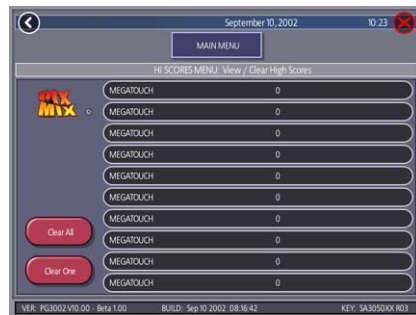 September 10, 2002 10:23
MAIN MENU
HI SCORES MENU: View / Clear High Scores
PIX
MIX
MEGATOUCH 0
MEGATOUCH 0
MEGATOUCH 0
MEGATOUCH 0
MEGATOUCH 0
MEGATOUCH 0
MEGATOUCH 0
MEGATOUCH 0
MEGATOUCH 0
MEGATOUCH 0
Clear All
Clear One
VER: PG3002 V10.00 - Beta 1.00 BUILD: Sep 10 2002 08:16:42 KEY: SA3050XX R03